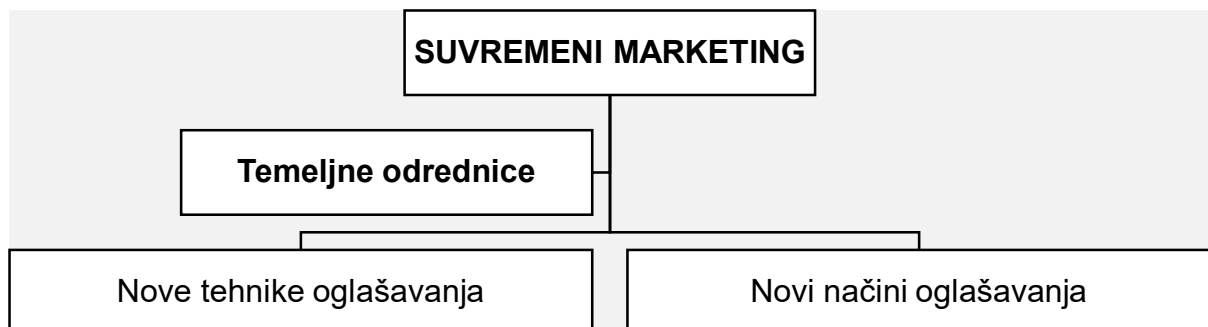 SUVREMENI MARKETING
Temeljne odrednice
Nove tehnike oglašavanja
Novi načini oglašavanja